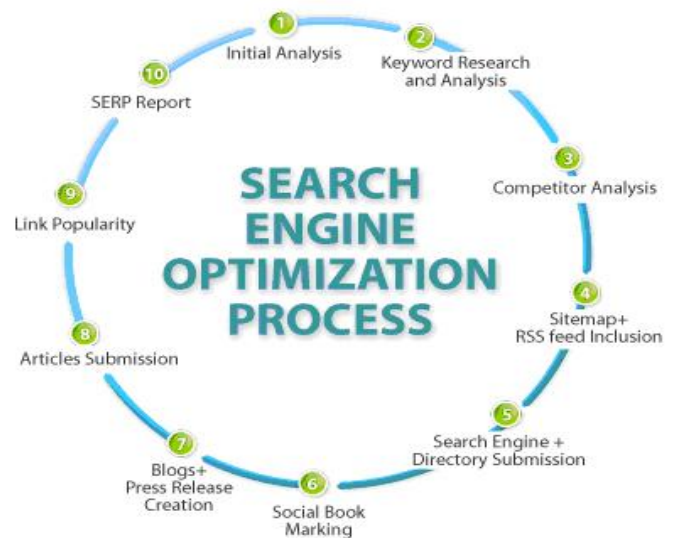 1
Initial Analysis
2
Keyword Research
and Analysis
3
Competitor Analysis
4
Sitemap+
RSS feed Inclusion
5
Search Engine +
Directory Submission
6
Social Book
Marking
7
Blogs+
Press Release
Creation
8
Articles Submission
9
Link Popularity
10
SERP Report
SEARCH
ENGINE
OPTIMIZATION
PROCESS